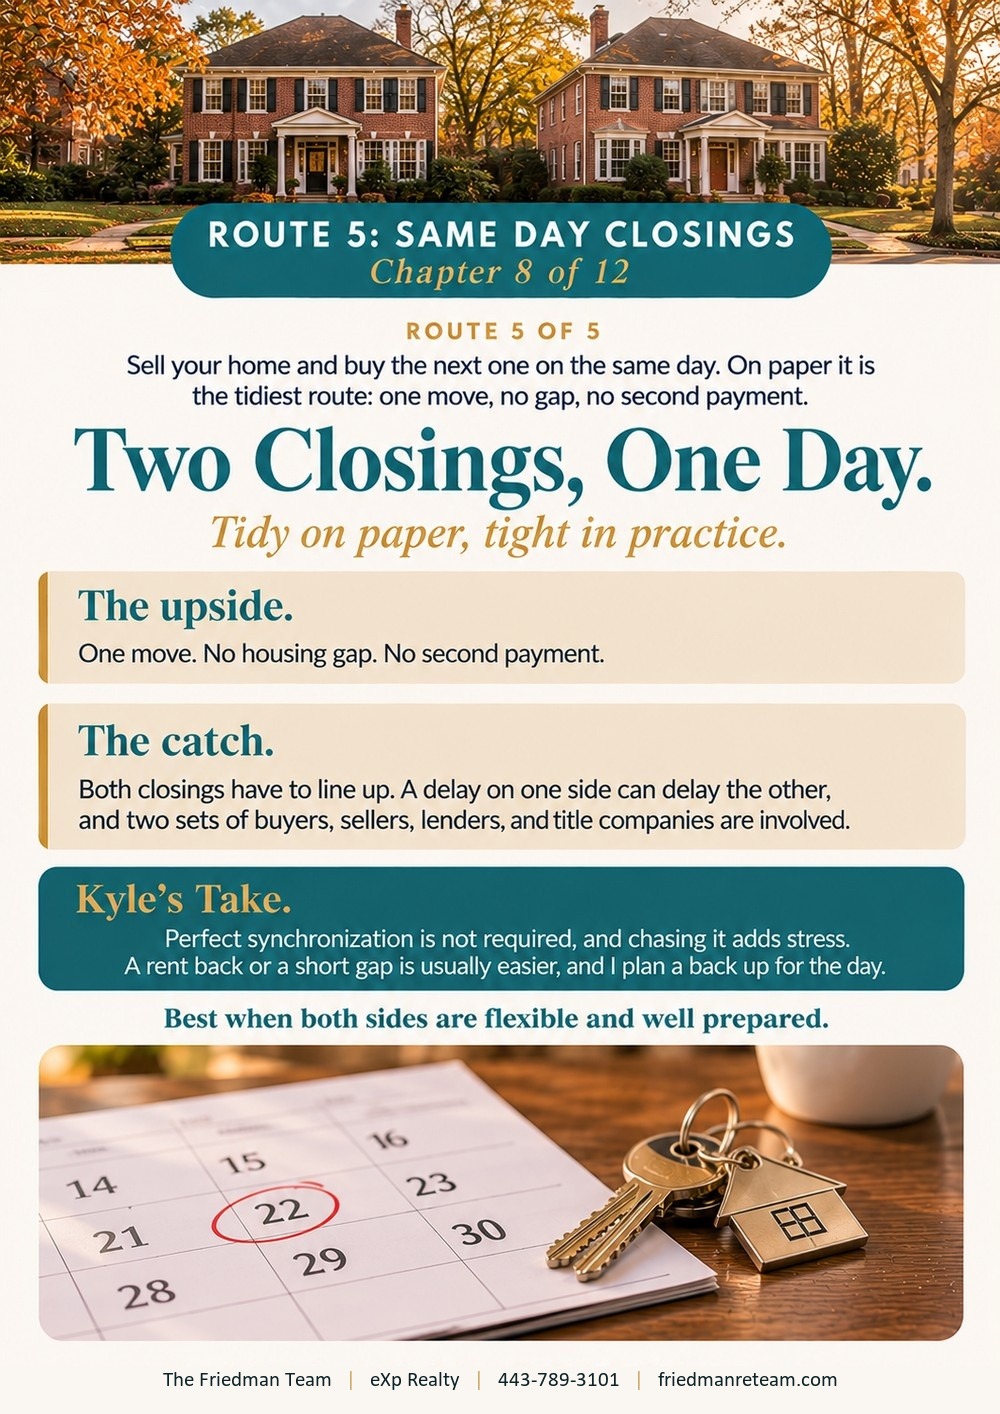 ROUTE 5: SAME DAY CLOSINGS
Chapter 8 of 12
ROUTE 5 OF 5
Sell your home and buy the next one on the same day. On paper it is
the tidiest route: one move, no gap, no second payment.
Two Closings, One Day.
Tidy on paper, tight in practice.
The upside.
One move. No housing gap. No second payment.
The catch.
Both closings have to line up. A delay on one side can delay the other,
and two sets of buyers, sellers, lenders, and title companies are involved.
Kyle's Take.
Perfect synchronization is not required, and chasing it adds stress.
A rent back or a short gap is usually easier, and I plan a back up for the day.
Best when both sides are flexible and well prepared.
14 15 16
21 22 23
28 29 30
The Friedman Team | eXp Realty | 443-789-3101 | friedmanreteam.com